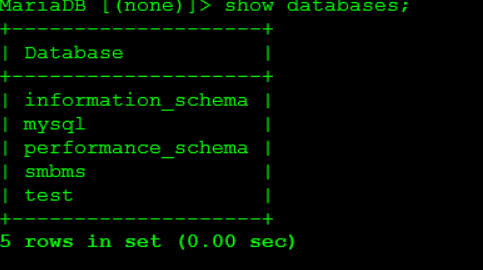 MariaDB [(none)]> show databases;
+--------------------+
| Database           |
+--------------------+
| information_schema |
| mysql              |
| performance_schema |
| smbms              |
| test               |
+--------------------+
5 rows in set (0.00 sec)